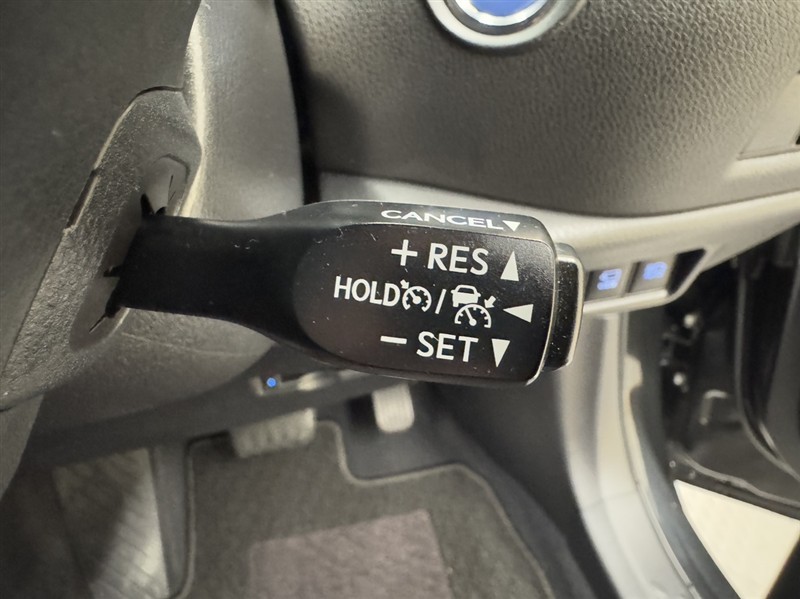 CANCEL▼
+ RES ▲
HOLD / ◀
− SET ▼